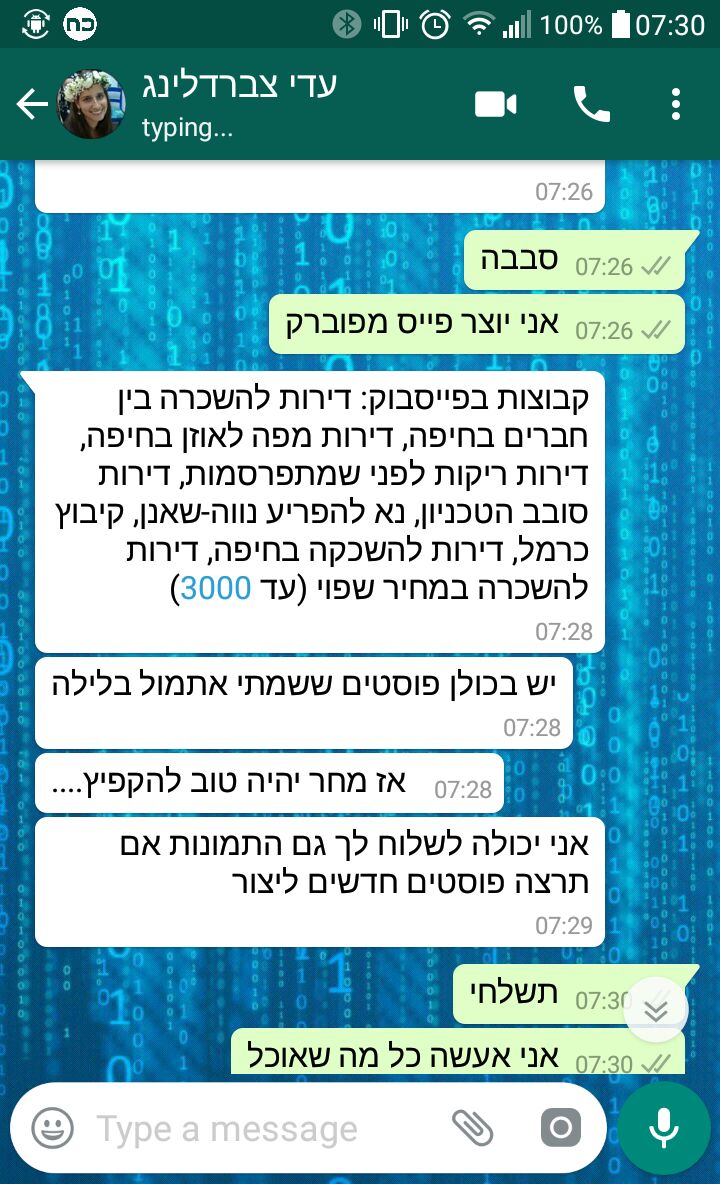 100% 07:30
עדי צברדלינג
typing...
07:26
סבבה 07:26
אני יוצר פייס מפוברק 07:26
קבוצות בפייסבוק: דירות להשכרה בין
חברים בחיפה, דירות מפה לאוזן בחיפה,
דירות ריקות לפני שמתפרסמות, דירות
סובב הטכניון, נא להפריע נווה-שאנן, קיבוץ
כרמל, דירות להשכקה בחיפה, דירות
להשכרה במחיר שפוי (עד 3000)
07:28
יש בכולן פוסטים ששמתי אתמול בלילה
07:28
אז מחר יהיה טוב להקפיץ.... 07:28
אני יכולה לשלוח לך גם התמונות אם
תרצה פוסטים חדשים ליצור
07:29
תשלחי 07:30
אני אעשה כל מה שאוכל 07:30
Type a message